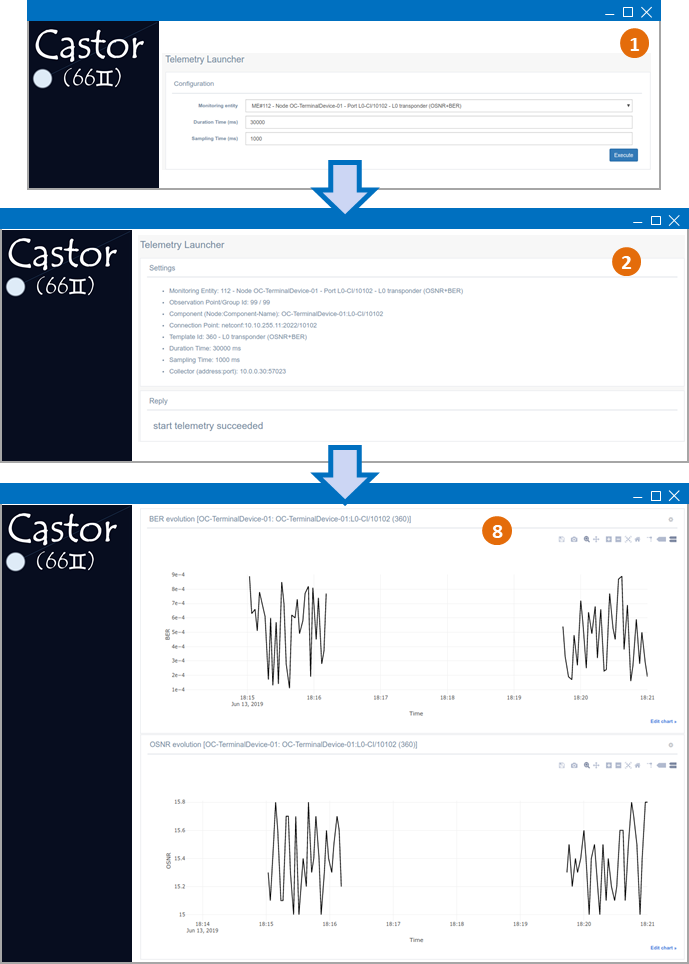 Castor
(66♊)
1
Telemetry Launcher
Configuration
Monitoring entity ME#112 - Node OC-TerminalDevice-01 - Port L0-CI/10102 - L0 transponder (OSNR+BER)
Duration Time (ms) 30000
Sampling Time (ms) 1000
Execute
Castor
(66♊)
Telemetry Launcher
2
Settings
• Monitoring Entity: 112 - Node OC-TerminalDevice-01 - Port L0-CI/10102 - L0 transponder (OSNR+BER)
• Observation Point/Group Id: 99 / 99
• Component (Node:Component-Name): OC-TerminalDevice-01:L0-CI/10102
• Connection Point: netconf:10.10.255.11:2022/10102
• Template Id: 360 - L0 transponder (OSNR+BER)
• Duration Time: 30000 ms
• Sampling Time: 1000 ms
• Collector (address:port): 10.0.0.30:57023
Reply
start telemetry succeeded
Castor
(66♊)
BER evolution [OC-TerminalDevice-01: OC-TerminalDevice-01:L0-CI/10102 (360)]
8
9e−4
8e−4
7e−4
6e−4
5e−4
4e−4
3e−4
2e−4
1e−4
BER
18:15 18:16 18:17 18:18 18:19 18:20 18:21
Jun 13, 2019
Time
Edit chart »
OSNR evolution [OC-TerminalDevice-01: OC-TerminalDevice-01:L0-CI/10102 (360)]
15.8
15.6
15.4
15.2
15
OSNR
18:14 18:15 18:16 18:17 18:18 18:19 18:20 18:21
Jun 13, 2019
Time
Edit chart »